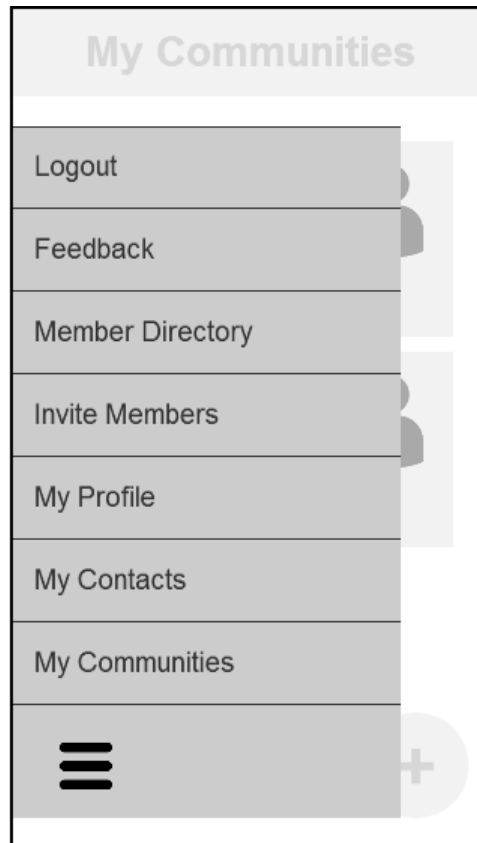 My Communities
Logout
Feedback
Member Directory
Invite Members
My Profile
My Contacts
My Communities
+